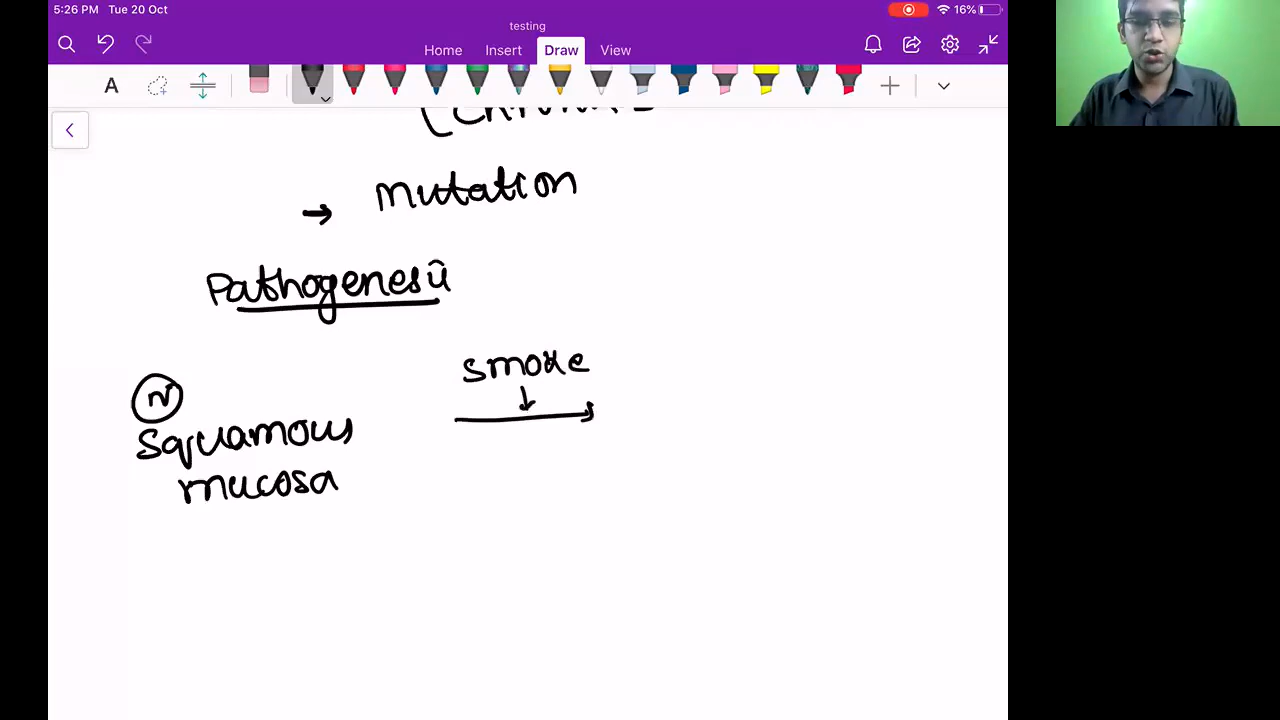 5:26 PM Tue 20 Oct
16%
testing
Home Insert Draw View
A
→ mutation
Pathogenesis
smoke
N
Squamous
mucosa